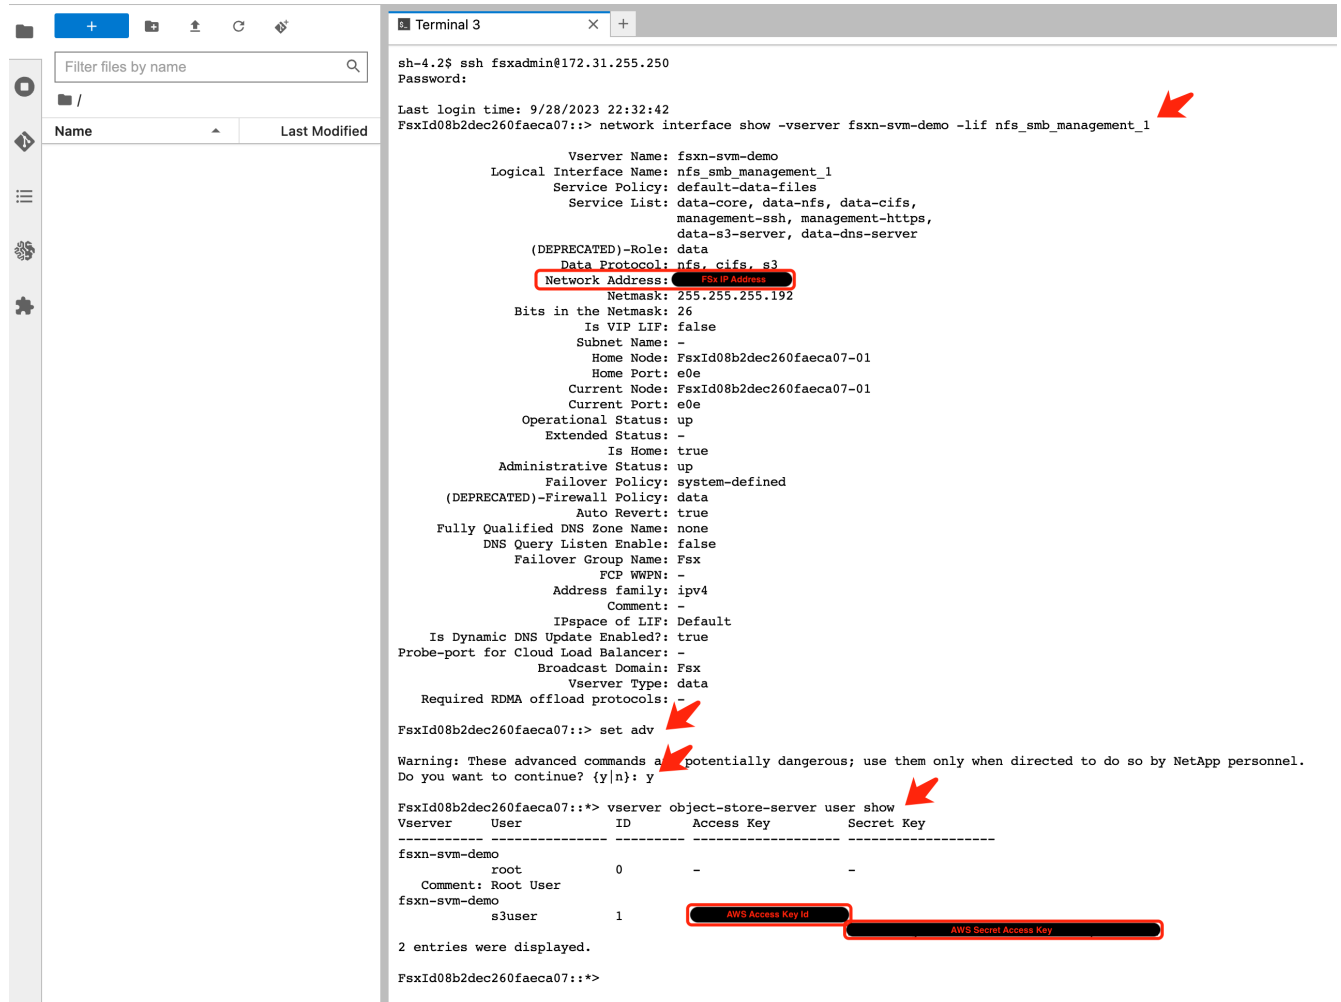 Terminal 3
Filter files by name
/
Name
Last Modified
sh-4.2$ ssh fsxadmin@172.31.255.250
Password:
Last login time: 9/28/2023 22:32:42
FsxId08b2dec260faeca07::> network interface show -vserver fsxn-svm-demo -lif nfs_smb_management_1
Vserver Name: fsxn-svm-demo
Logical Interface Name: nfs_smb_management_1
Service Policy: default-data-files
Service List: data-core, data-nfs, data-cifs,
management-ssh, management-https,
data-s3-server, data-dns-server
(DEPRECATED)-Role: data
Data Protocol: nfs, cifs, s3
Network Address: FSx IP Address
Netmask: 255.255.255.192
Bits in the Netmask: 26
Is VIP LIF: false
Subnet Name: -
Home Node: FsxId08b2dec260faeca07-01
Home Port: e0e
Current Node: FsxId08b2dec260faeca07-01
Current Port: e0e
Operational Status: up
Extended Status: -
Is Home: true
Administrative Status: up
Failover Policy: system-defined
(DEPRECATED)-Firewall Policy: data
Auto Revert: true
Fully Qualified DNS Zone Name: none
DNS Query Listen Enable: false
Failover Group Name: Fsx
FCP WWPN: -
Address family: ipv4
Comment: -
IPspace of LIF: Default
Is Dynamic DNS Update Enabled?: true
Probe-port for Cloud Load Balancer: -
Broadcast Domain: Fsx
Vserver Type: data
Required RDMA offload protocols: -
FsxId08b2dec260faeca07::> set adv
Warning: These advanced commands a potentially dangerous; use them only when directed to do so by NetApp personnel.
Do you want to continue? {y|n}: y
FsxId08b2dec260faeca07::*> vserver object-store-server user show
Vserver User ID Access Key Secret Key
----------- --------------- --------- ------------------- -------------------
fsxn-svm-demo
root 0 - -
Comment: Root User
fsxn-svm-demo
s3user 1 AWS Access Key Id
AWS Secret Access Key
2 entries were displayed.
FsxId08b2dec260faeca07::*>